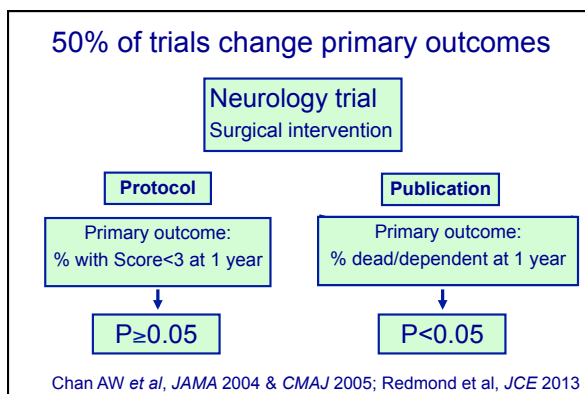 50% of trials change primary outcomes
Neurology trial
Surgical intervention
Protocol
Publication
Primary outcome:
% with Score<3 at 1 year
Primary outcome:
% dead/dependent at 1 year
P≥0.05
P<0.05
Chan AW et al, JAMA 2004 & CMAJ 2005; Redmond et al, JCE 2013